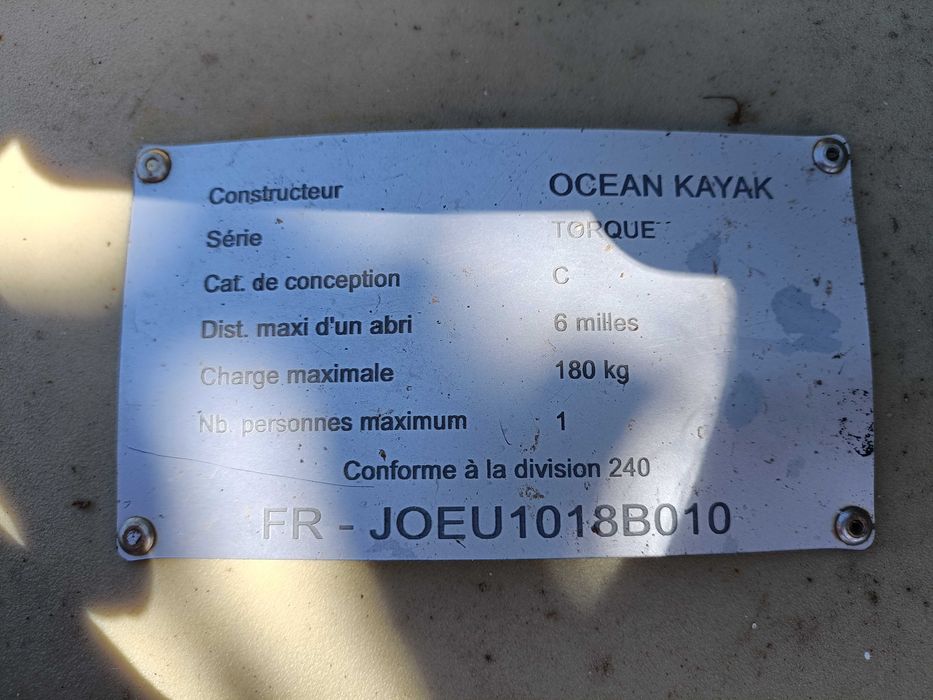 Constructeur OCEAN KAYAK
Série TORQUE
Cat. de conception C
Dist. maxi d'un abri 6 milles
Charge maximale 180 kg
Nb. personnes maximum 1
Conforme à la division 240
FR - JOEU1018B010